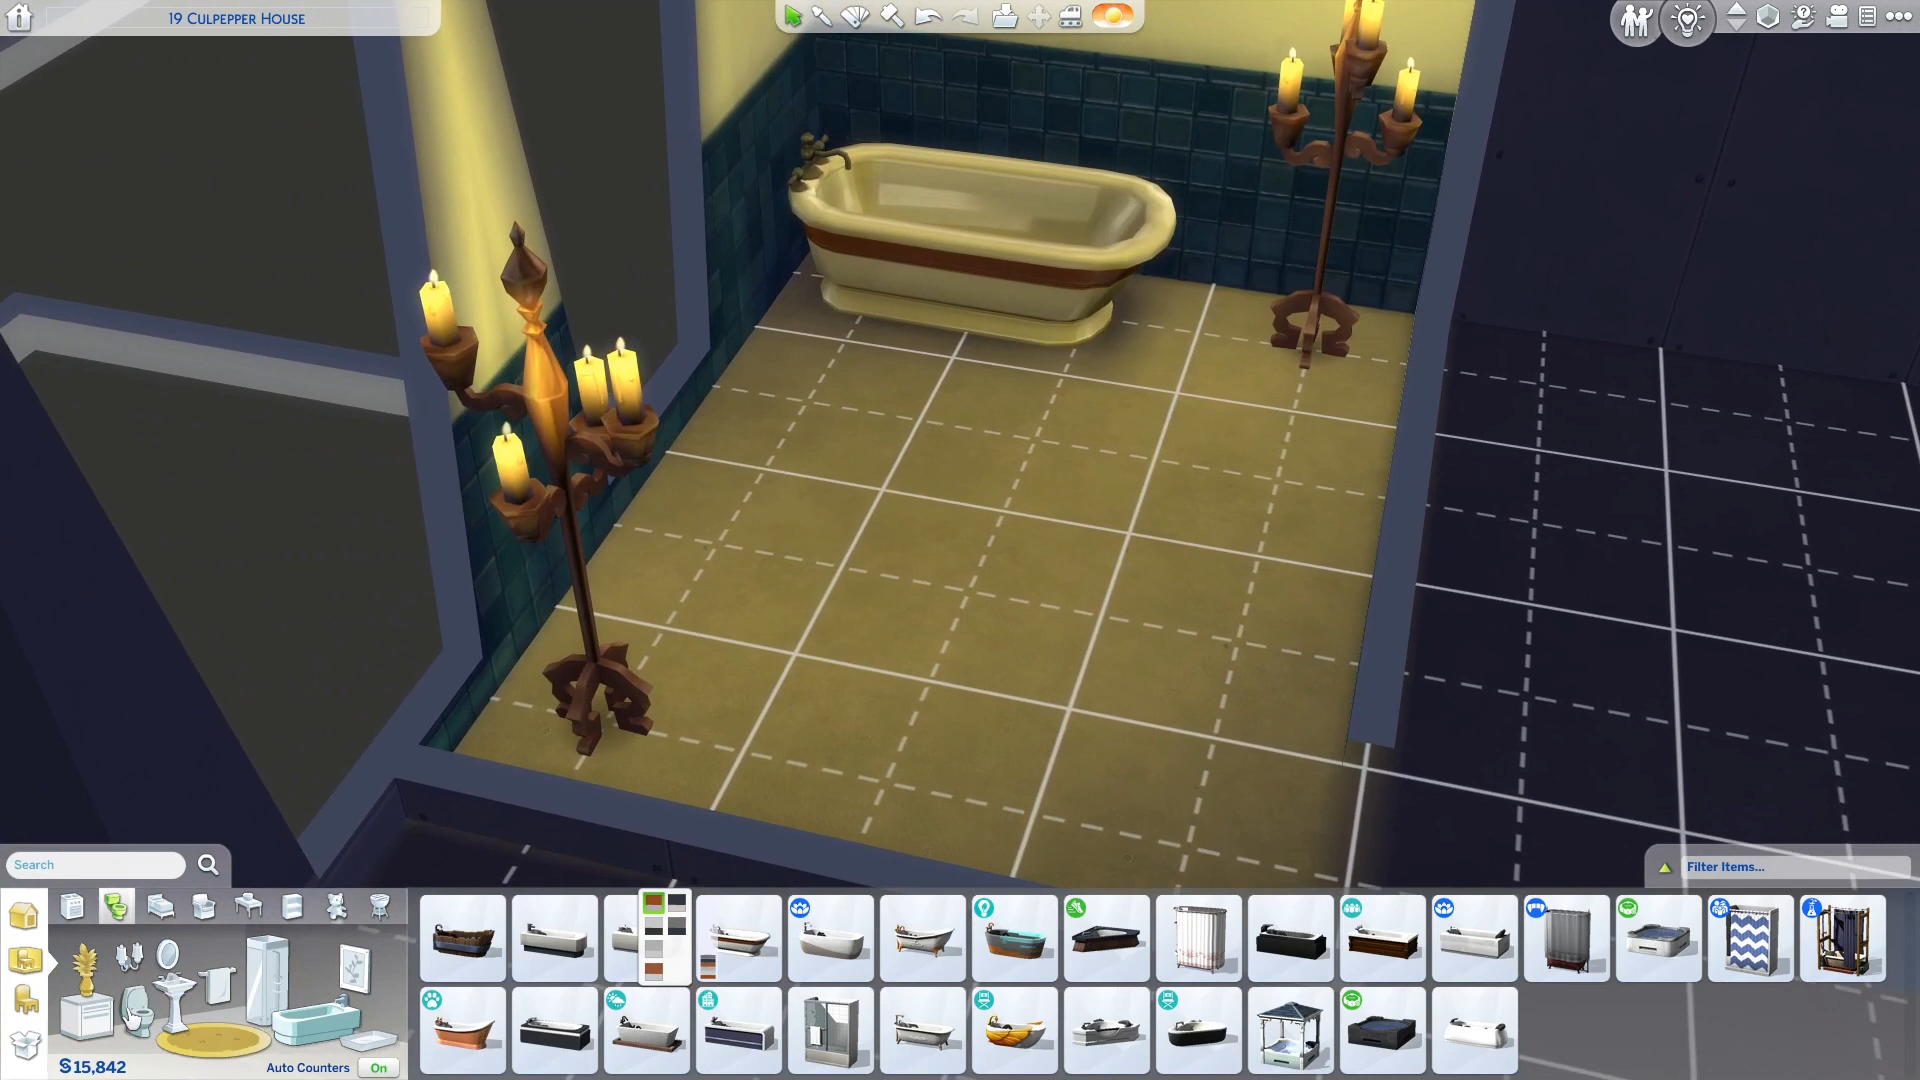 19 Culpepper House
Search
Filter Items...
§15,842
Auto Counters
On